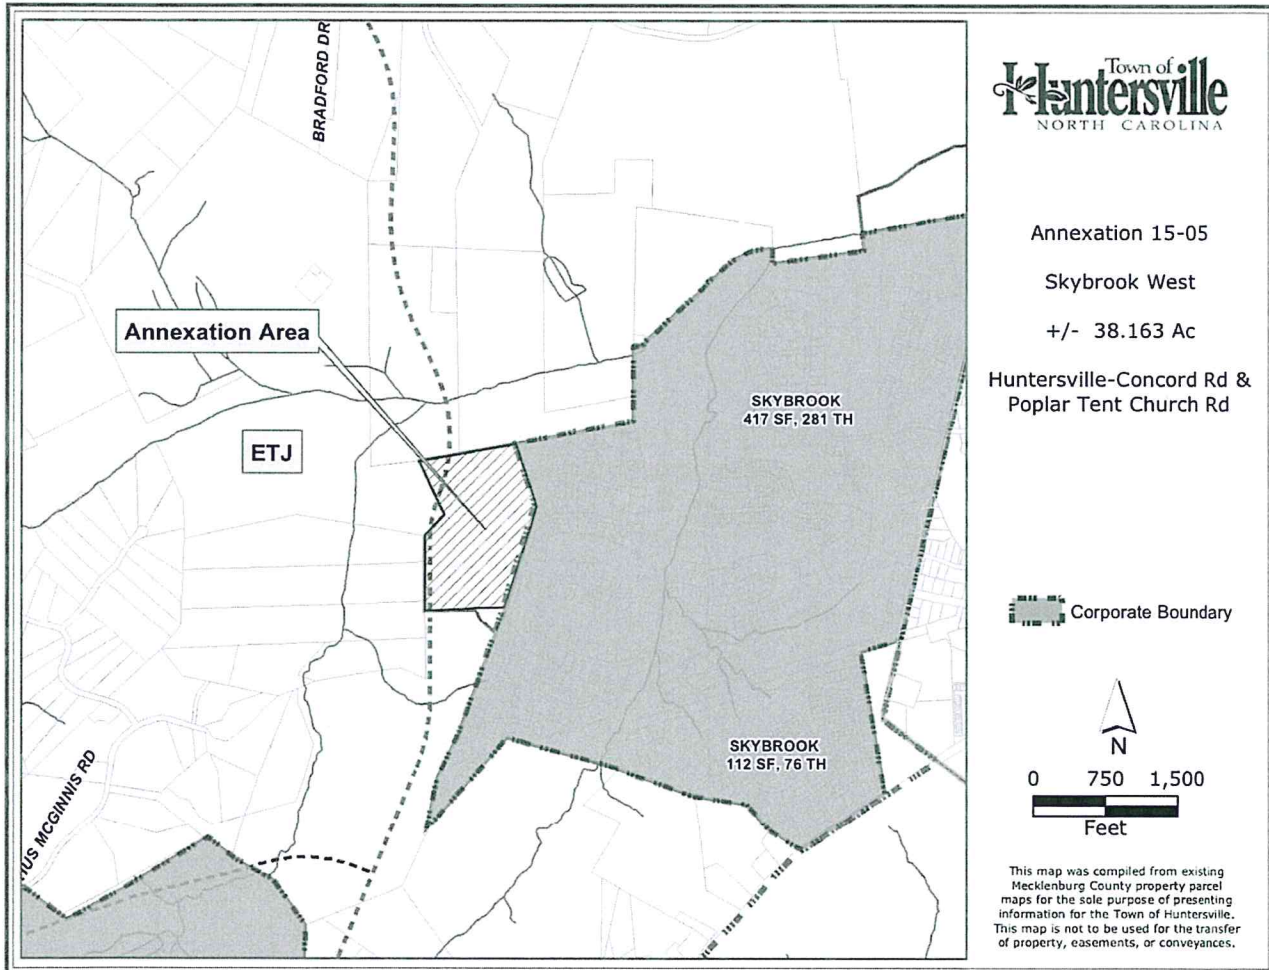 BRADFORD DR
Annexation Area
ETJ
SKYBROOK
417 SF, 281 TH
SKYBROOK
112 SF, 76 TH
MCGINNIS RD
Town of
Huntersville
NORTH CAROLINA
Annexation 15-05
Skybrook West
+/- 38.163 Ac
Huntersville-Concord Rd &
Poplar Tent Church Rd
Corporate Boundary
N
0 750 1,500
Feet
This map was compiled from existing
Mecklenburg County property parcel
maps for the sole purpose of presenting
information for the Town of Huntersville.
This map is not to be used for the transfer
of property, easements, or conveyances.